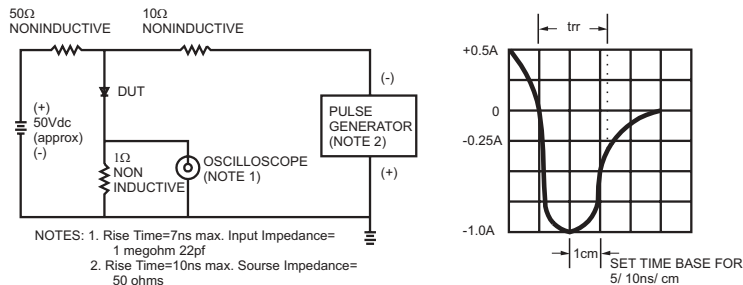 50Ω
NONINDUCTIVE
10Ω
NONINDUCTIVE
DUT
(+)
50Vdc
(approx)
(-)
1Ω
NON
INDUCTIVE
OSCILLOSCOPE
(NOTE 1)
(-)
PULSE
GENERATOR
(NOTE 2)
(+)
NOTES: 1. Rise Time=7ns max. Input Impedance=
1 megohm 22pf
2. Rise Time=10ns max. Sourse Impedance=
50 ohms
trr
+0.5A
0
-0.25A
-1.0A
1cm
SET TIME BASE FOR
5/ 10ns/ cm